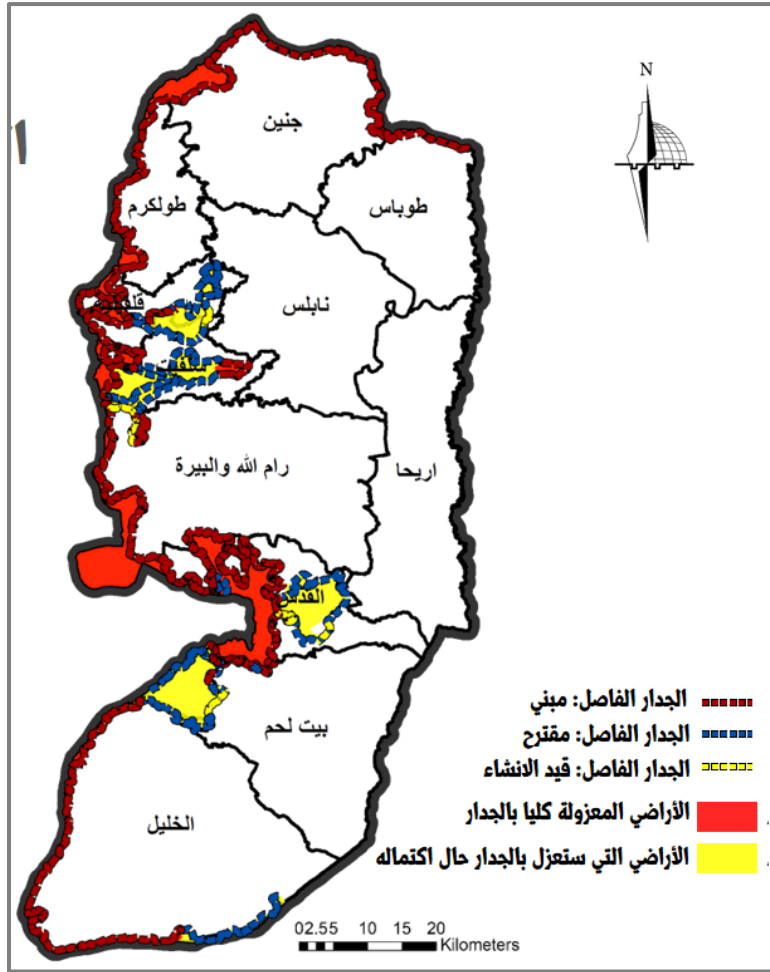 N
جنين
طولكرم
طوباس
نابلس
رام الله والبيرة
اريحا
القدس
بيت لحم
الخليل
الجدار الفاصل: مبني
الجدار الفاصل: مقترح
الجدار الفاصل: قيد الانشاء
الأراضي المعزولة كليا بالجدار
الأراضي التي ستعزل بالجدار حال اكتماله
02.55 10 15 20
Kilometers